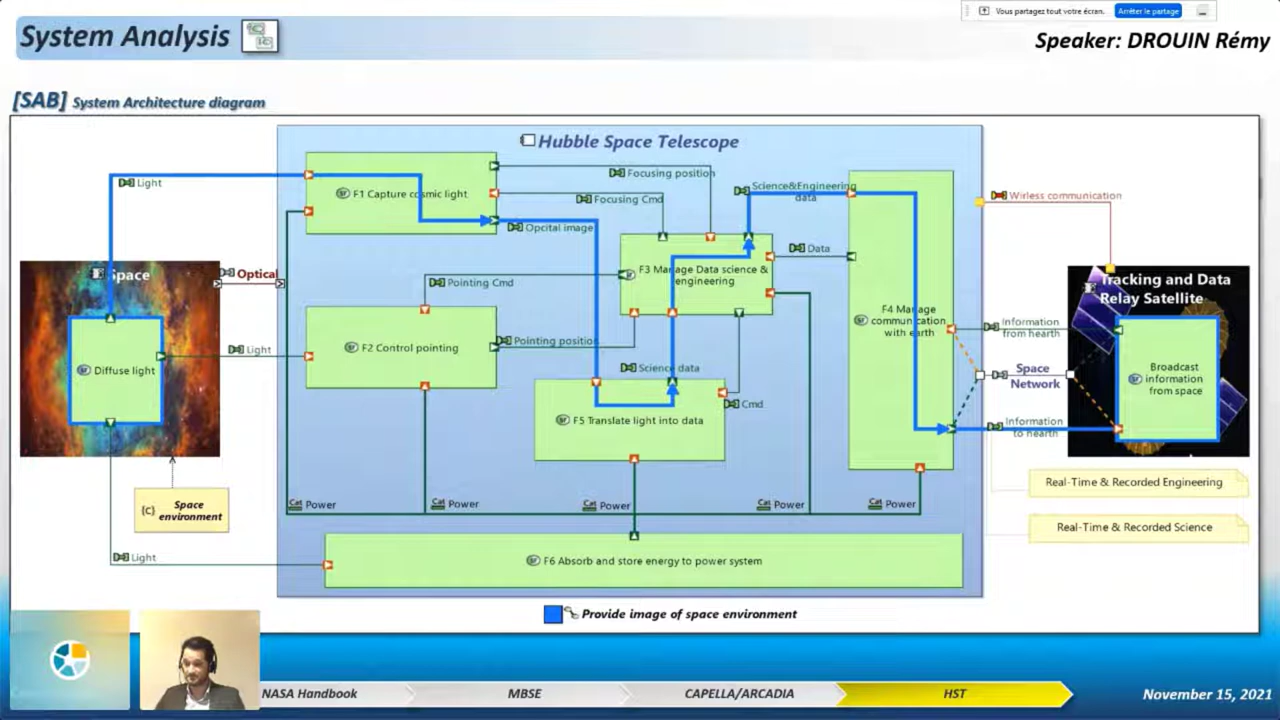 Vous partagez tout votre écran.
Arrêter le partage
System Analysis
Speaker: DROUIN Rémy
[SAB] System Architecture diagram
Hubble Space Telescope
Light
F1 Capture cosmic light
Focusing position
Focusing Cmd
Opcital image
Science&Engineering
data
Wirless communication
Space
Optical
Pointing Cmd
F3 Manage Data science &
engineering
Data
Tracking and Data
Relay Satellite
F4 Manage
communication
with earth
Information
from hearth
Light
F2 Control pointing
Pointing position
Diffuse light
Science data
Space
Network
Broadcast
information
from space
Cmd
F5 Translate light into data
Information
to hearth
Real-Time & Recorded Engineering
{c} Space
environment
Cat Power
Cat Power
Cat Power
Cat Power
Cat Power
Real-Time & Recorded Science
Light
F6 Absorb and store energy to power system
Provide image of space environment
NASA Handbook
MBSE
CAPELLA/ARCADIA
HST
November 15, 2021